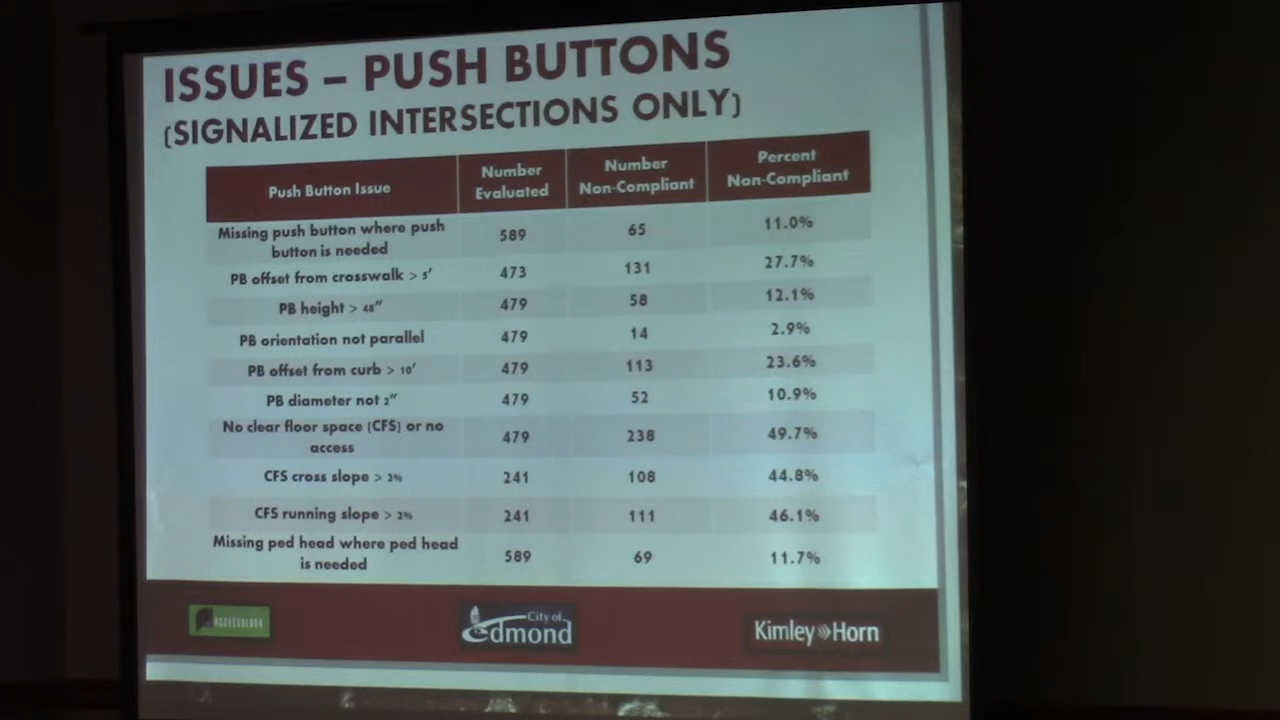 ISSUES – PUSH BUTTONS
(SIGNALIZED INTERSECTIONS ONLY)
Push Button Issue Number Evaluated Number Non-Compliant Percent Non-Compliant
Missing push button where push button is needed 589 65 11.0%
PB offset from crosswalk > 5' 473 131 27.7%
PB height > 48" 479 58 12.1%
PB orientation not parallel 479 14 2.9%
PB offset from curb > 10' 479 113 23.6%
PB diameter not 2" 479 52 10.9%
No clear floor space (CFS) or no access 479 238 49.7%
CFS cross slope > 2% 241 108 44.8%
CFS running slope > 2% 241 111 46.1%
Missing ped head where ped head is needed 589 69 11.7%
City of Edmond
Kimley»Horn